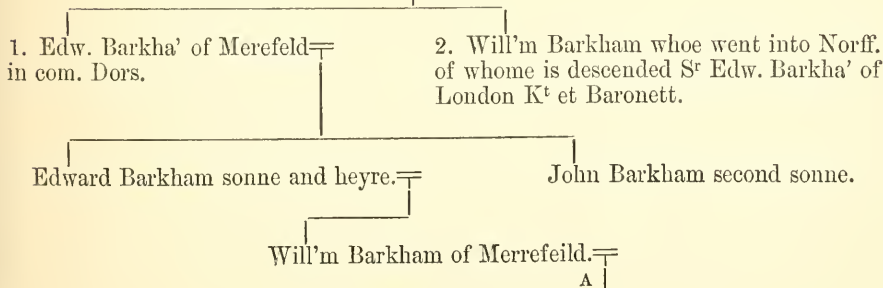 1. Edw. Barkha' of Merefeld
in com. Dors.
2. Will'm Barkham whoe went into Norff.
of whome is descended Sʳ Edw. Barkha' of
London Kᵗ et Baronett.
Edward Barkham sonne and heyre.
John Barkham second sonne.
Will'm Barkham of Merrefeild.
A